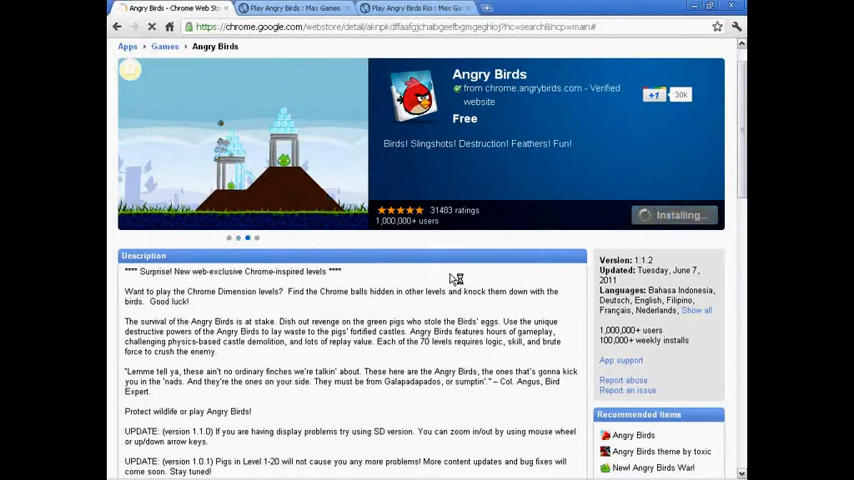 Angry Birds - Chrome Web Sto
Play Angry Birds : Max Games
Play Angry Birds Rio : Max Ga
https://chrome.google.com/webstore/detail/aknpkdffaafgjchaibgeefbgmgeghloj?hc=search&hcp=main#
Apps › Games › Angry Birds
Angry Birds
from chrome.angrybirds.com - Verified website
Free
+1 30k
Birds! Slingshots! Destruction! Feathers! Fun!
31483 ratings
1,000,000+ users
Installing...
Description
**** Surprise! New web-exclusive Chrome-inspired levels ****
Want to play the Chrome Dimension levels? Find the Chrome balls hidden in other levels and knock them down with the
birds. Good luck!
The survival of the Angry Birds is at stake. Dish out revenge on the green pigs who stole the Birds' eggs. Use the unique
destructive powers of the Angry Birds to lay waste to the pigs' fortified castles. Angry Birds features hours of gameplay,
challenging physics-based castle demolition, and lots of replay value. Each of the 70 levels requires logic, skill, and brute
force to crush the enemy.
"Lemme tell ya, these ain't no ordinary finches we're talkin' about. These here are the Angry Birds, the ones that's gonna kick
you in the 'nads. And they're the ones on your side. They must be from Galapadapados, or sumptin'." – Col. Angus, Bird
Expert.
Protect wildlife or play Angry Birds!
UPDATE: (version 1.1.0) If you are having display problems try using SD version. You can zoom in/out by using mouse wheel
or up/down arrow keys.
UPDATE: (version 1.0.1) Pigs in Level 1-20 will not cause you any more problems! More content updates and bug fixes will
come soon. Stay tuned!
Version: 1.1.2
Updated: Tuesday, June 7,
2011
Languages: Bahasa Indonesia,
Deutsch, English, Filipino,
Français, Nederlands, Show all
1,000,000+ users
100,000+ weekly installs
App support
Report abuse
Report an issue
Recommended Items
Angry Birds
Angry Birds theme by toxic
New! Angry Birds War!